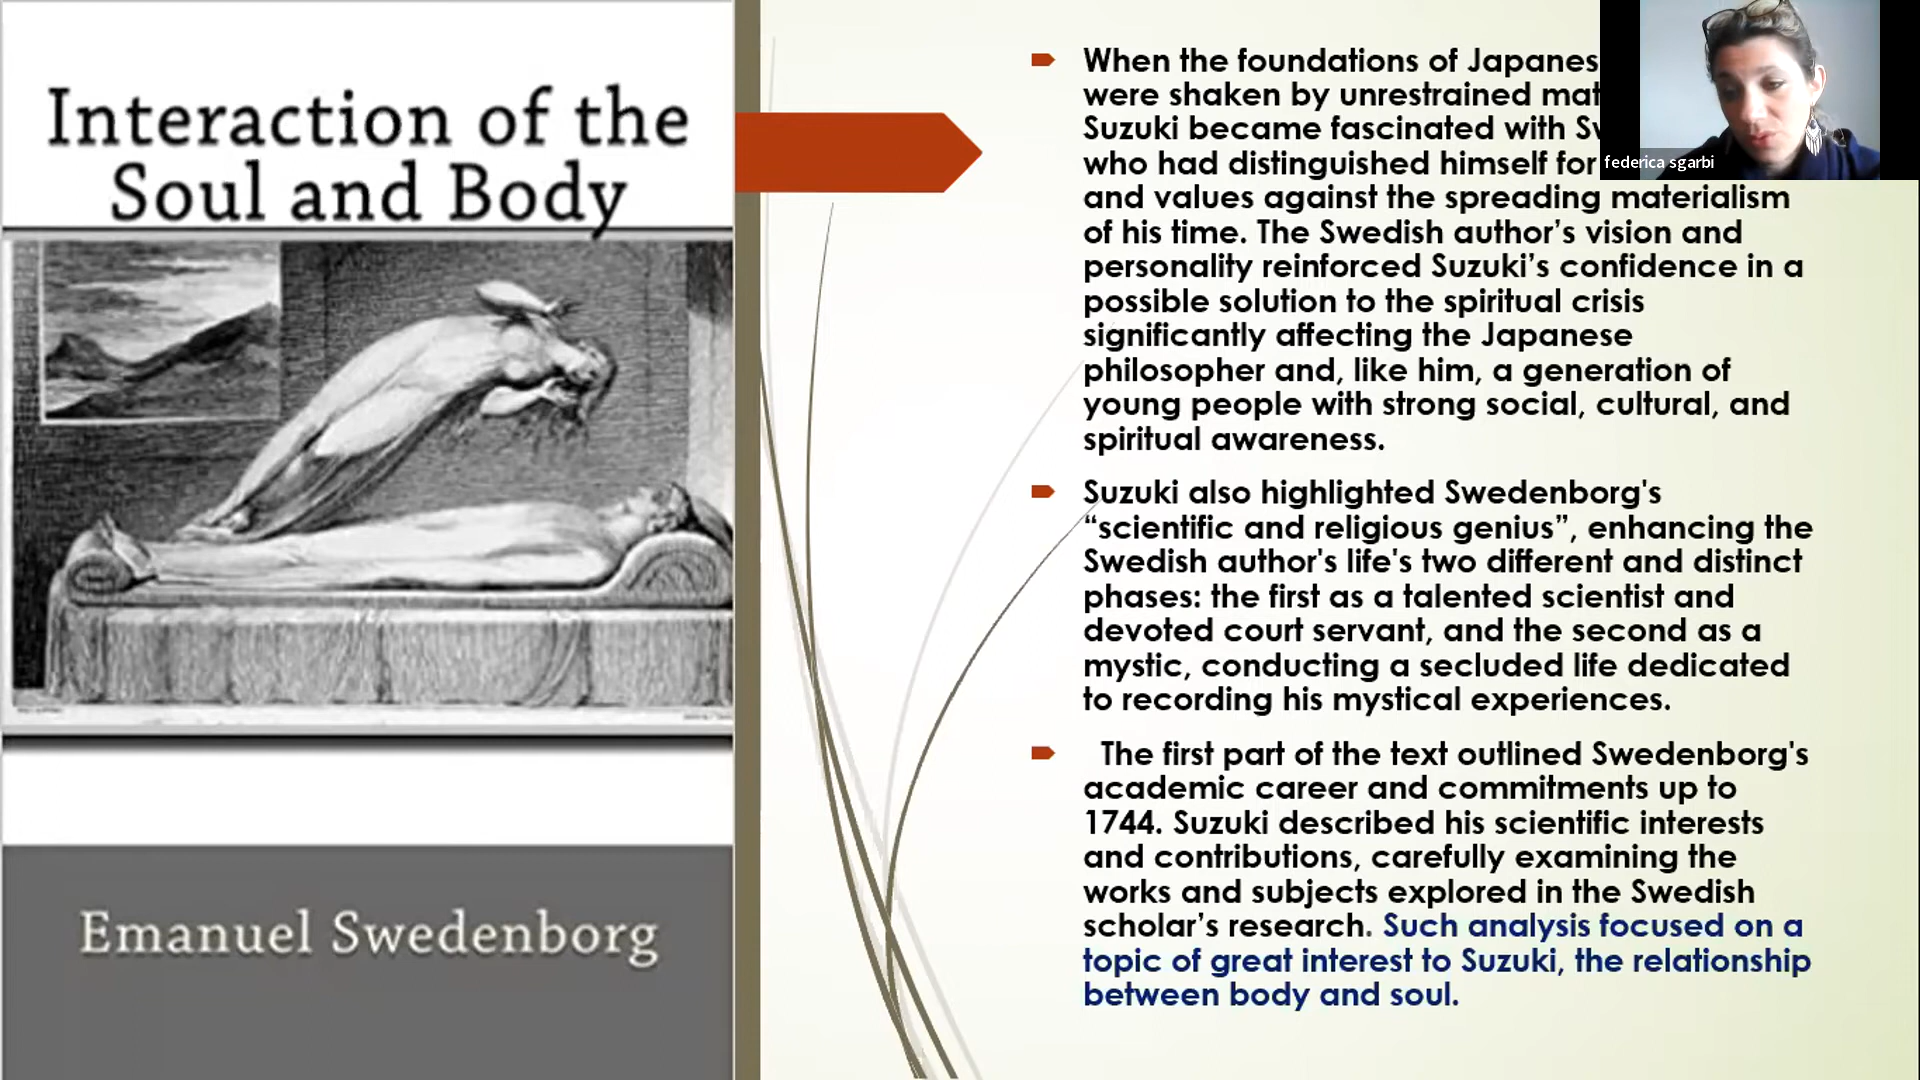 Interaction of the
Soul and Body
Emanuel Swedenborg
When the foundations of
were shaken by unrestrained
Suzuki became fascinated with
who had distinguished himself for
and values against the spreading materialism
of his time. The Swedish author’s vision and
personality reinforced Suzuki’s confidence in a
possible solution to the spiritual crisis
significantly affecting the Japanese
philosopher and, like him, a generation of
young people with strong social, cultural, and
spiritual awareness.
Suzuki also highlighted Swedenborg's
“scientific and religious genius”, enhancing the
Swedish author's life's two different and distinct
phases: the first as a talented scientist and
devoted court servant, and the second as a
mystic, conducting a secluded life dedicated
to recording his mystical experiences.
The first part of the text outlined Swedenborg's
academic career and commitments up to
1744. Suzuki described his scientific interests
and contributions, carefully examining the
works and subjects explored in the Swedish
scholar’s research. Such analysis focused on a
topic of great interest to Suzuki, the relationship
between body and soul.
federica sgarbi